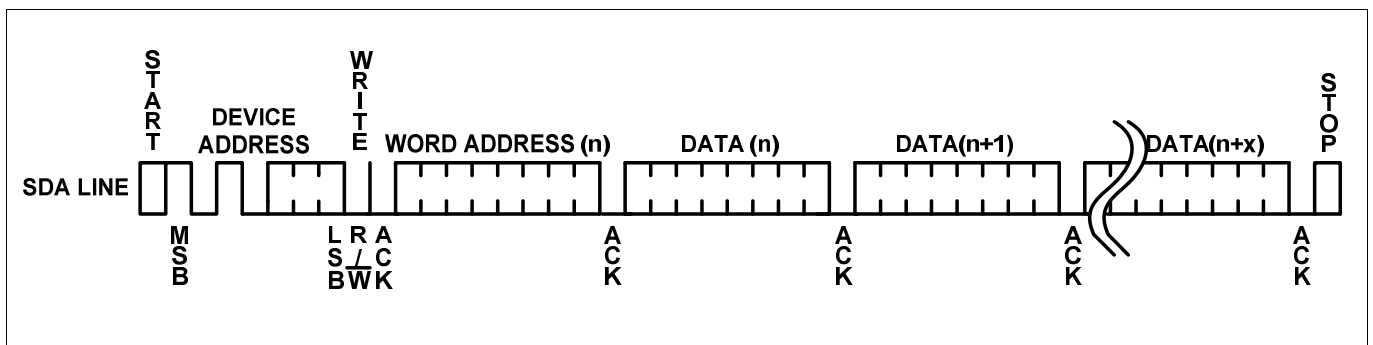 START
DEVICE
ADDRESS
WRITE
WORD ADDRESS (n)
DATA (n)
DATA(n+1)
DATA(n+x)
STOP
SDA LINE
MSB
LSB
R/W
ACK
ACK
ACK
ACK
ACK